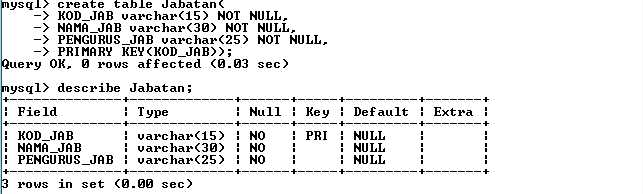 mysql> create table Jabatan(
    -> KOD_JAB varchar(15) NOT NULL,
    -> NAMA_JAB varchar(30) NOT NULL,
    -> PENGURUS_JAB varchar(25) NOT NULL,
    -> PRIMARY KEY(KOD_JAB));
Query OK, 0 rows affected (0.03 sec)
mysql> describe Jabatan;
+--------------+-------------+------+-----+---------+-------+
| Field        | Type        | Null | Key | Default | Extra |
+--------------+-------------+------+-----+---------+-------+
| KOD_JAB      | varchar(15) | NO   | PRI | NULL    |       |
| NAMA_JAB     | varchar(30) | NO   |     | NULL    |       |
| PENGURUS_JAB | varchar(25) | NO   |     | NULL    |       |
+--------------+-------------+------+-----+---------+-------+
3 rows in set (0.00 sec)